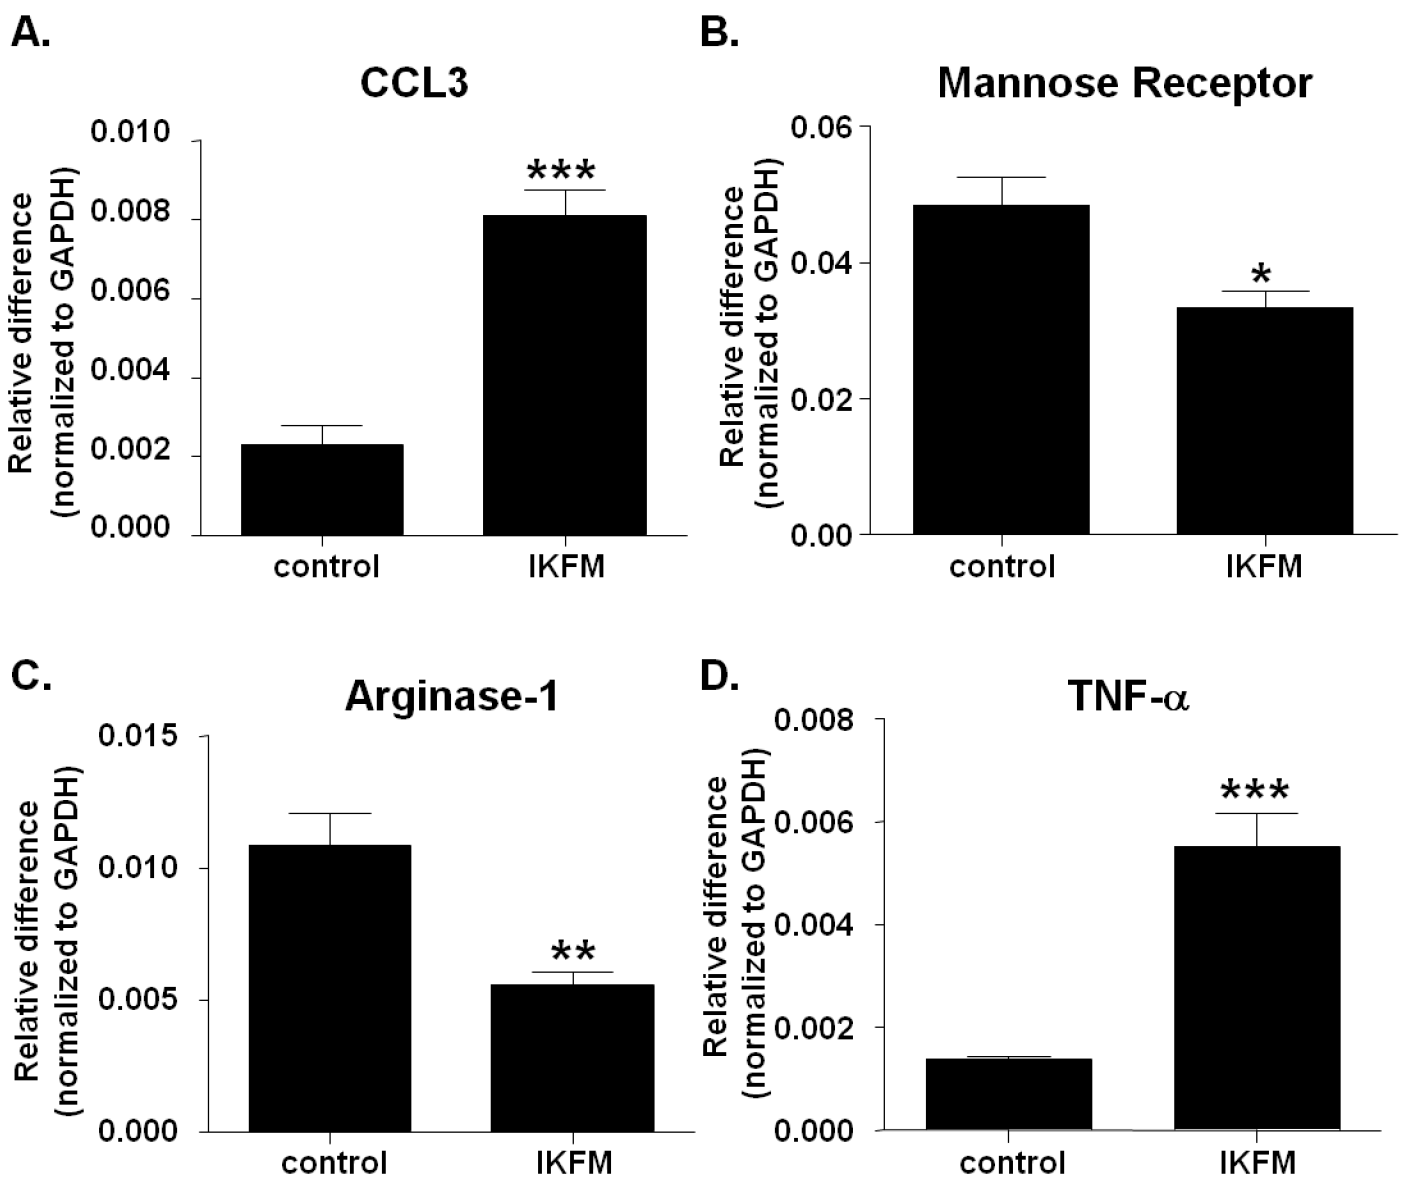 A.
CCL3
Relative difference
(normalized to GAPDH)
0.010
0.008
0.006
0.004
0.002
0.000
***
control
IKFM
B.
Mannose Receptor
Relative difference
(normalized to GAPDH)
0.06
0.04
0.02
0.00
*
control
IKFM
C.
Arginase-1
Relative difference
(normalized to GAPDH)
0.015
0.010
0.005
0.000
**
control
IKFM
D.
TNF-α
Relative difference
(normalized to GAPDH)
0.008
0.006
0.004
0.002
0.000
***
control
IKFM